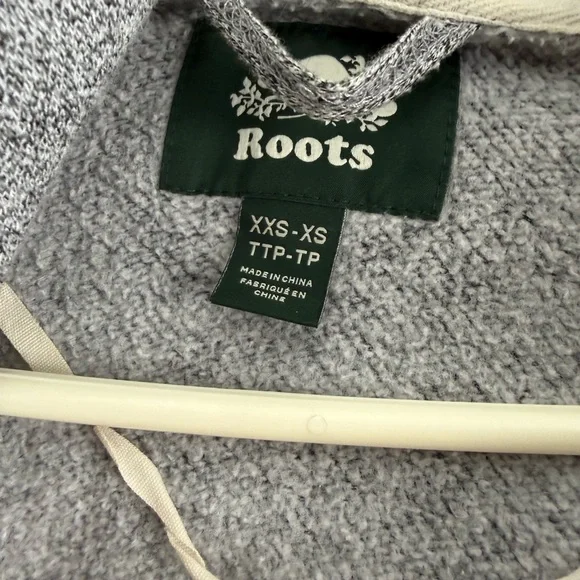 Roots
XXS-XS
TTP-TP
MADE IN CHINA
FABRIQUÉ EN
CHINE